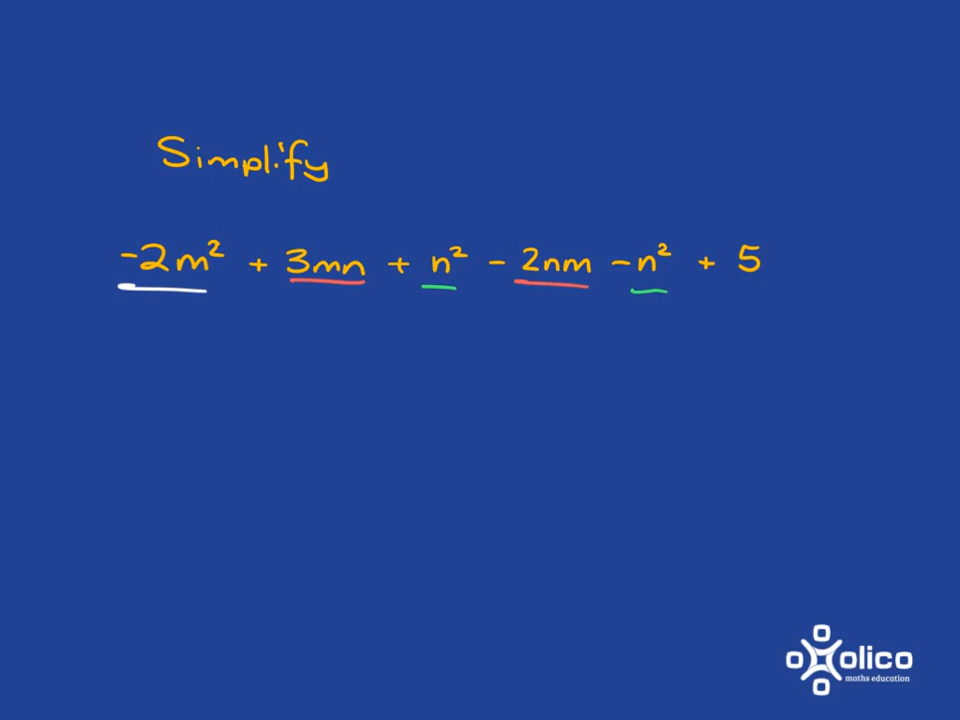 Simplify
-2m² + 3mn + n² - 2nm - n² + 5
olico
maths education